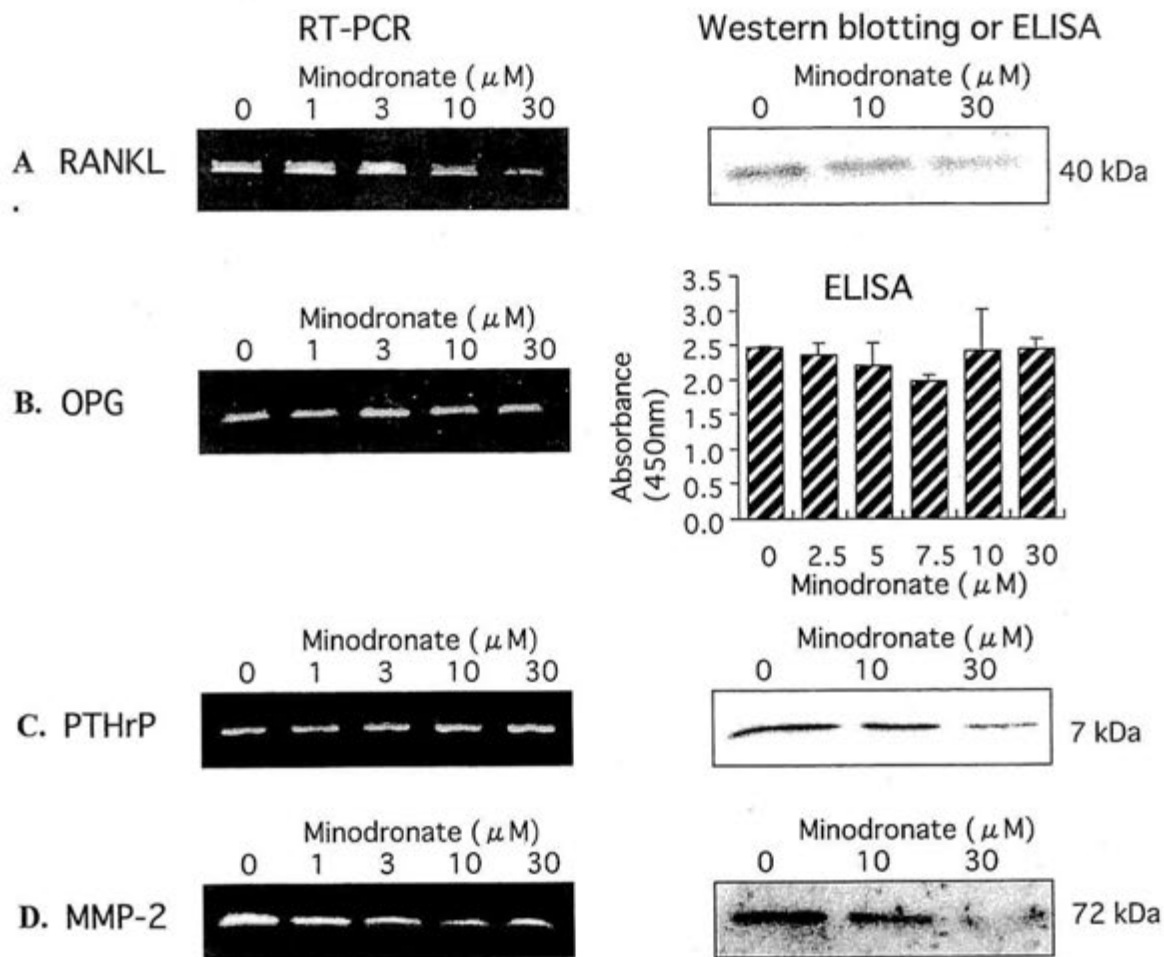 RT-PCR
Western blotting or ELISA
Minodronate (μM)
0 1 3 10 30
Minodronate (μM)
0 10 30
A RANKL
.
40 kDa
Minodronate (μM)
0 1 3 10 30
B. OPG
ELISA
3.5
3.0
2.5
2.0
1.5
1.0
0.5
0.0
Absorbance
(450nm)
0 2.5 5 7.5 10 30
Minodronate (μM)
Minodronate (μM)
0 1 3 10 30
Minodronate (μM)
0 10 30
C. PTHrP
7 kDa
Minodronate (μM)
0 1 3 10 30
Minodronate (μM)
0 10 30
D. MMP-2
72 kDa